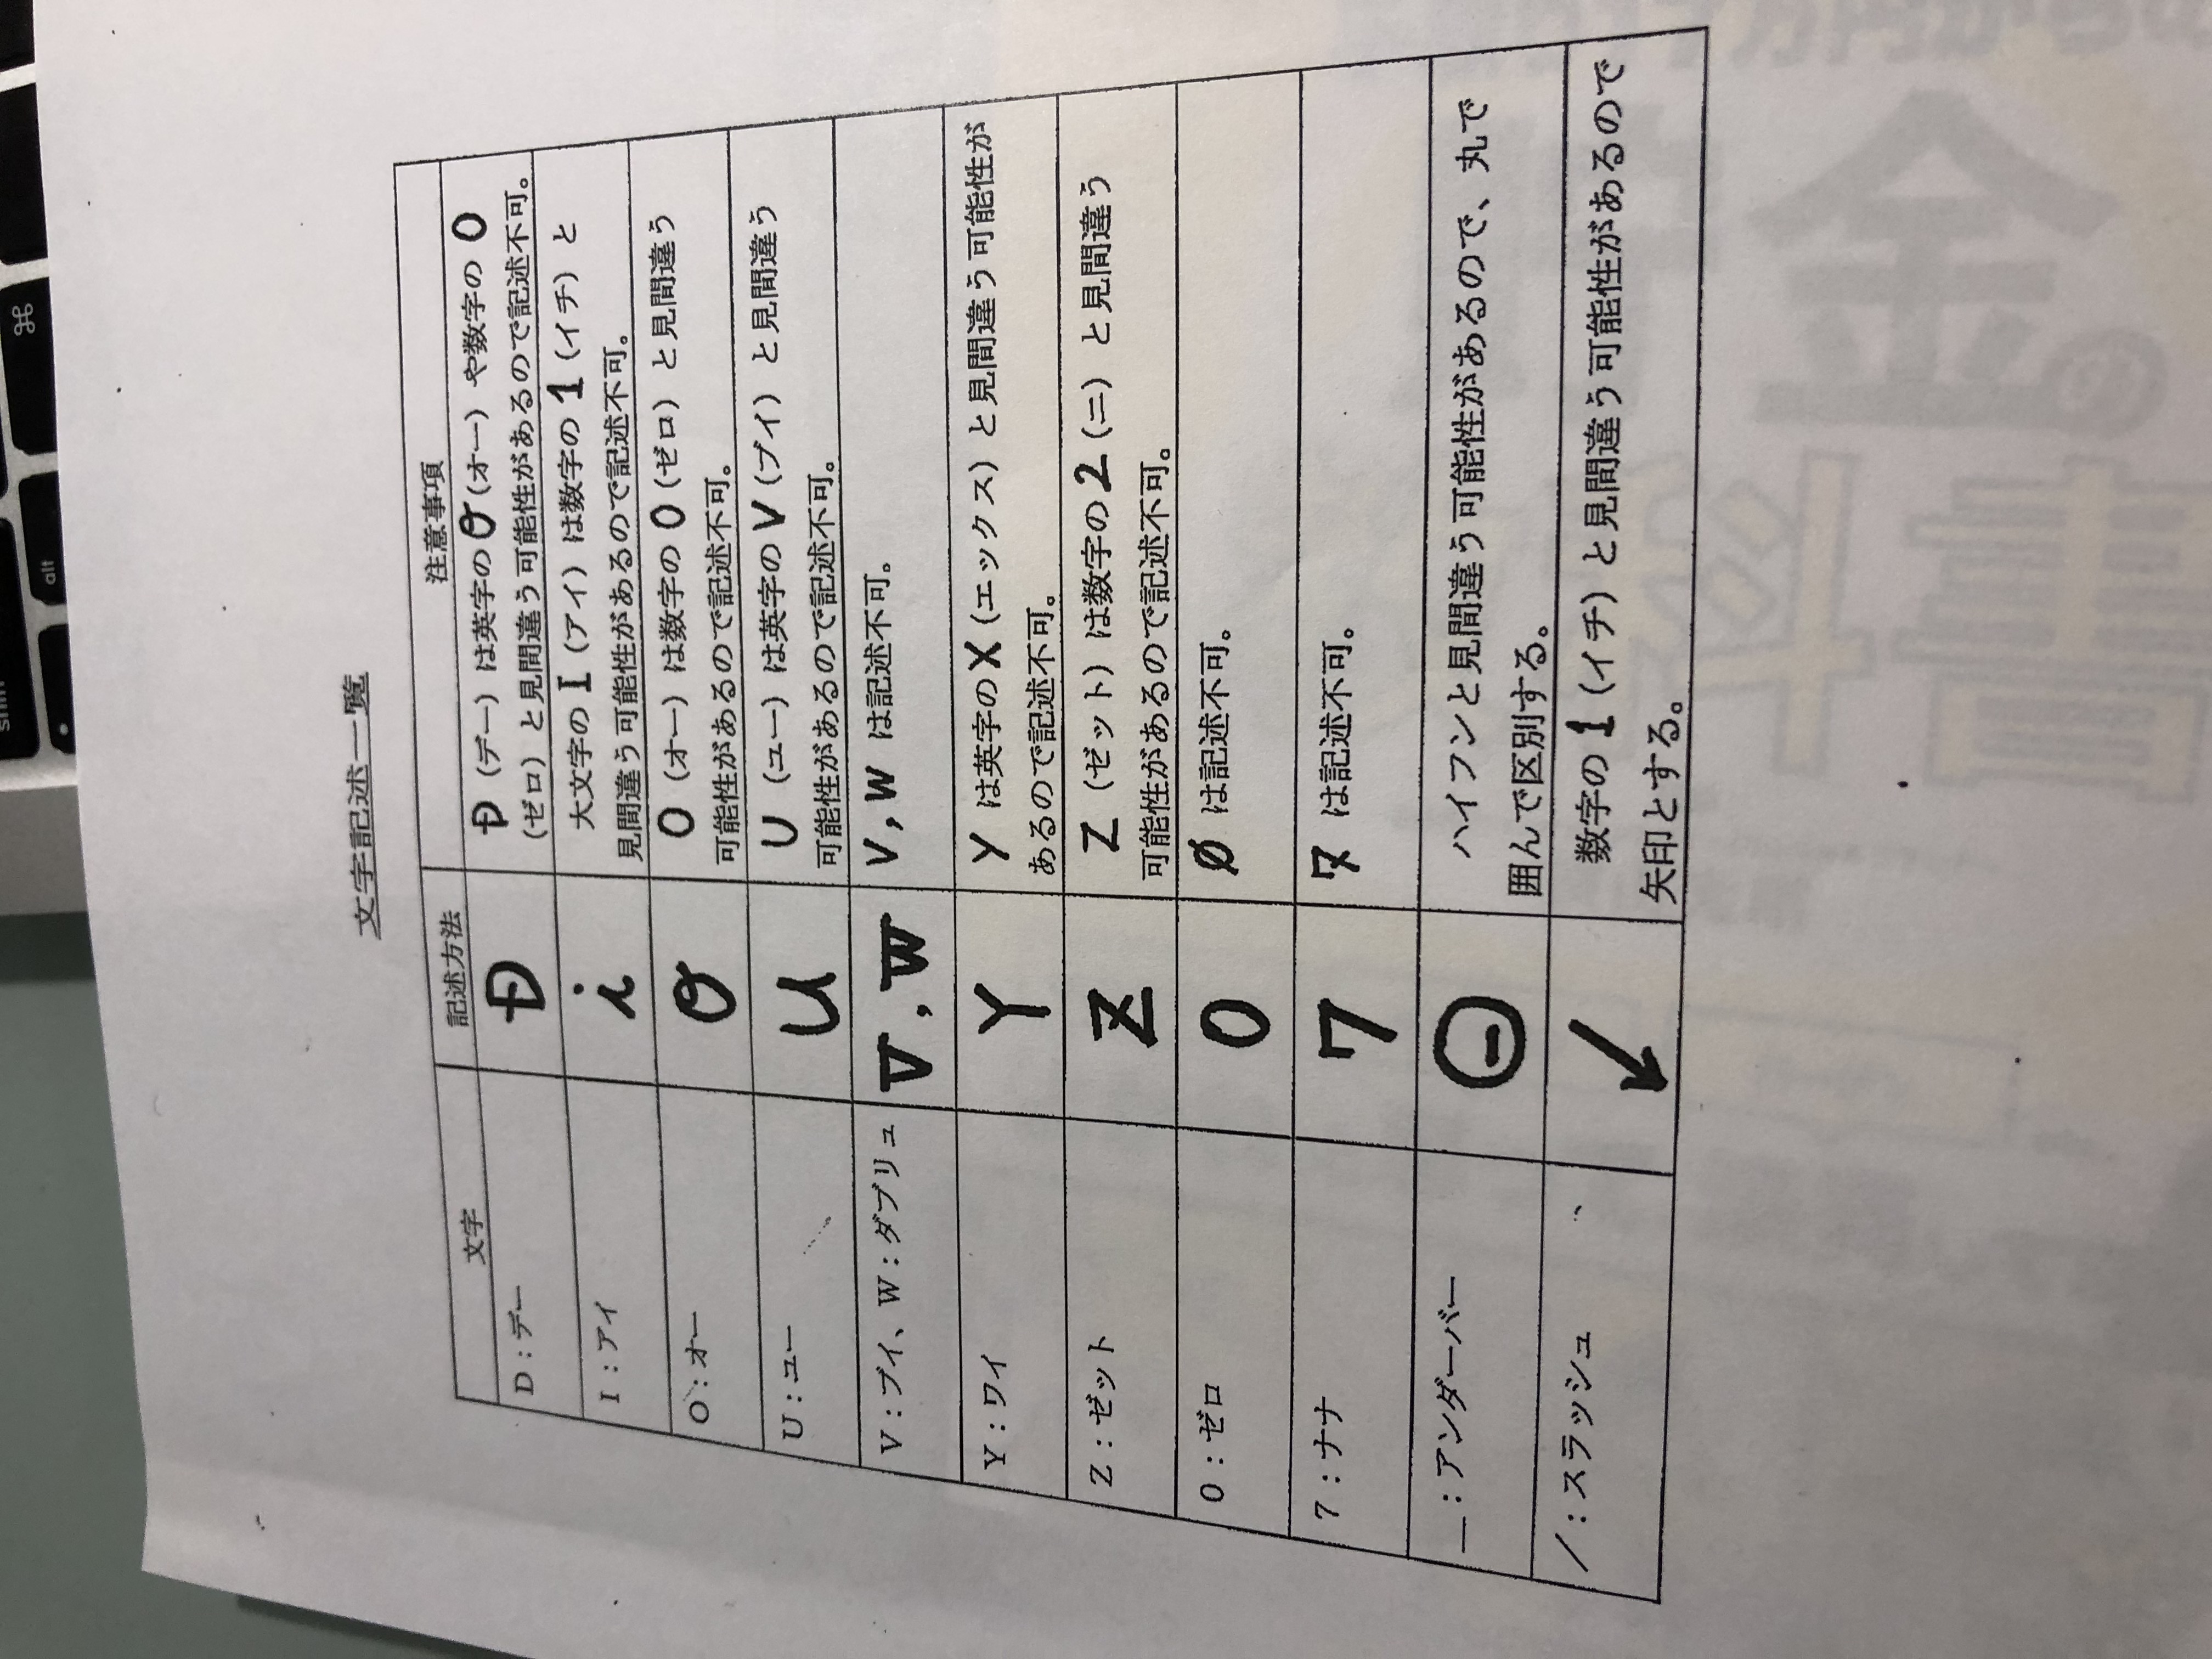 shift
alt ⌘
文字記述一覧
文字 記述方法 注意事項
D:デー Đ Đ(デー)は英字のO(オー)や数字の0
(ゼロ)と見間違う可能性があるので記述不可。
I:アイ i 大文字のI(アイ)は数字の1(イチ)と
見間違う可能性があるので記述不可。
O:オー O O(オー)は数字の0(ゼロ)と見間違う
可能性があるので記述不可。
U:ユー U U(ユー)は英字のV(ブイ)と見間違う
可能性があるので記述不可。
V:ブイ、W:ダブリュ V̅,W̅ V,Wは記述不可。
Y:ワイ Y Yは英字のX(エックス)と見間違う可能性が
あるので記述不可。
Z:ゼット Ƶ Z(ゼット)は数字の2(ニ)と見間違う
可能性があるので記述不可。
0:ゼロ 0 Øは記述不可。
7:ナナ 7 7は記述不可。
_:アンダーバー ⊖ ハイフンと見間違う可能性があるので、丸で
囲んで区別する。
/:スラッシュ ↙ 数字の1(イチ)と見間違う可能性があるので
矢印とする。